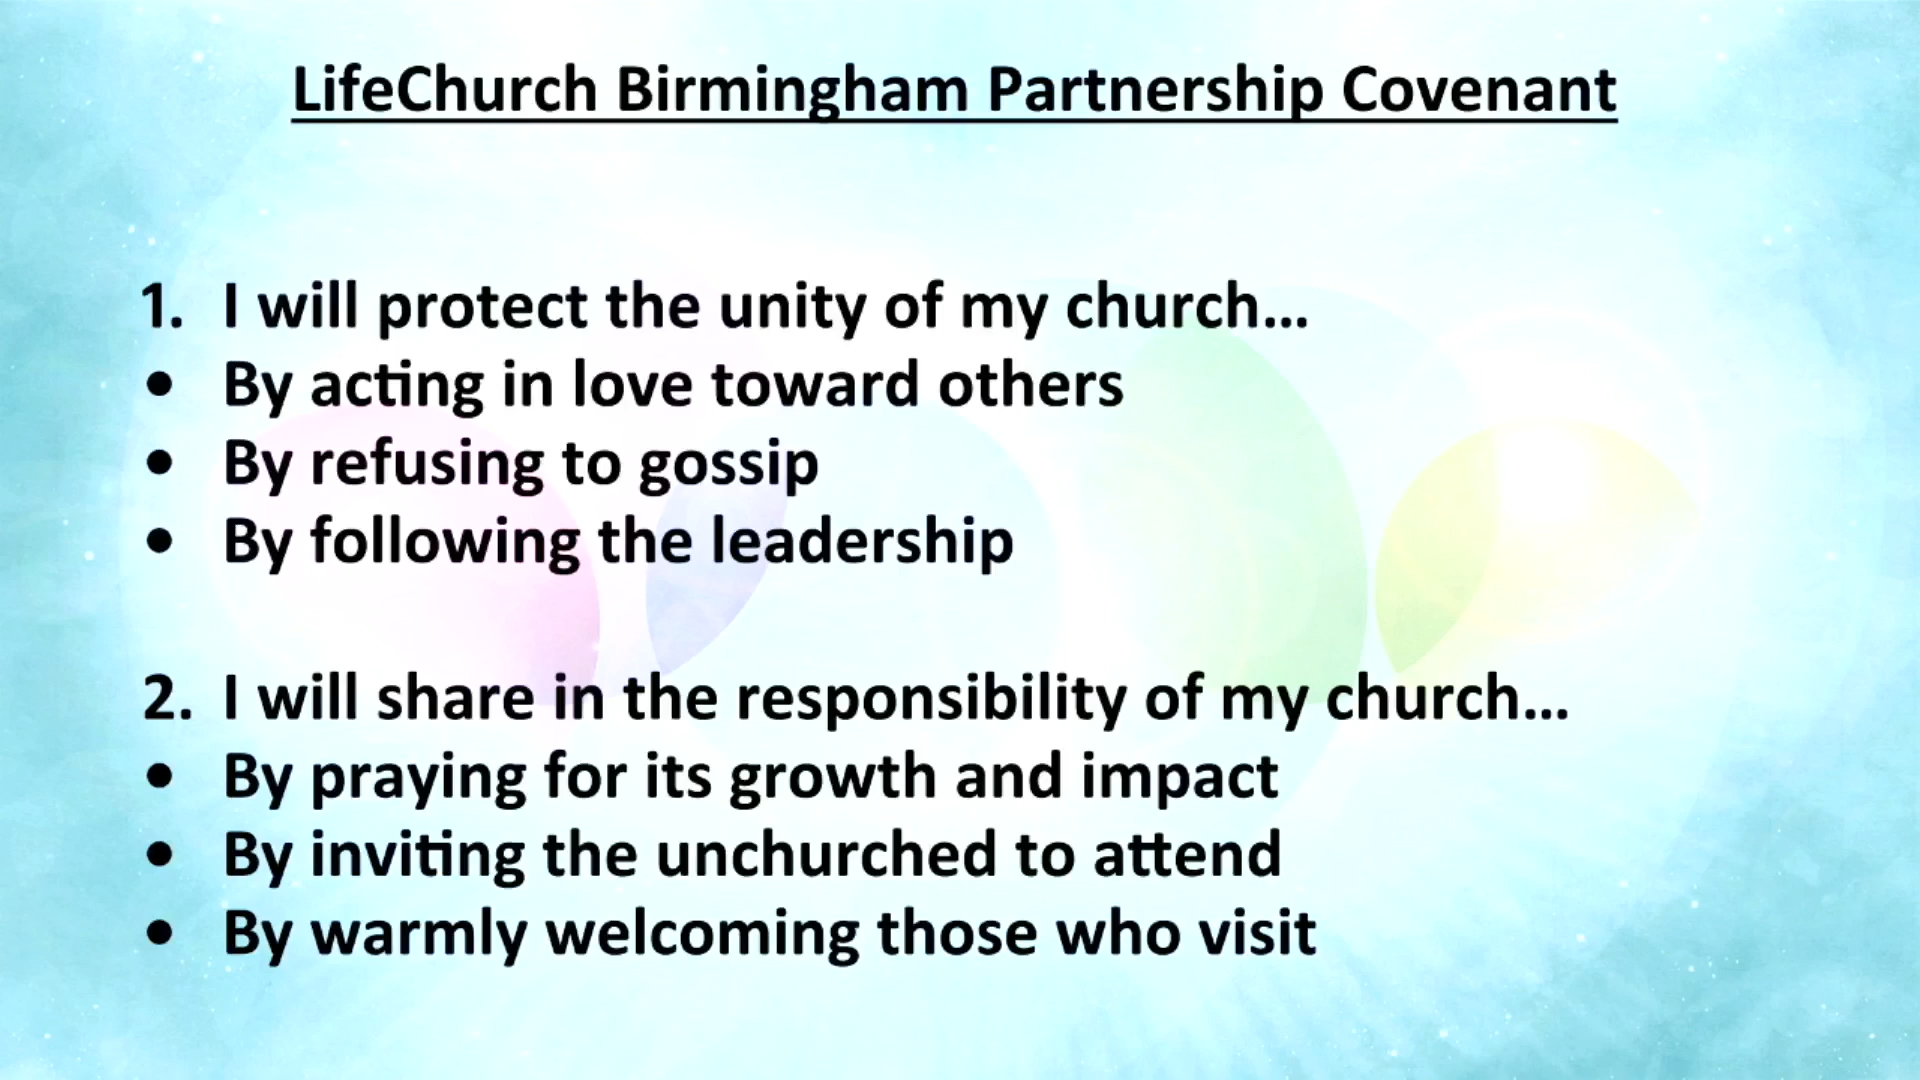 LifeChurch Birmingham Partnership Covenant
1. I will protect the unity of my church...
• By acting in love toward others
• By refusing to gossip
• By following the leadership
2. I will share in the responsibility of my church...
• By praying for its growth and impact
• By inviting the unchurched to attend
• By warmly welcoming those who visit